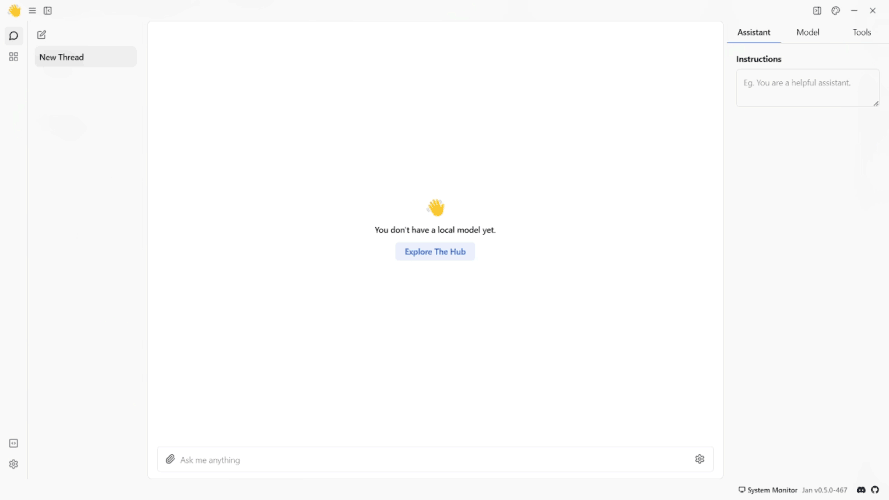 Assistant
Model
Tools
New Thread
Instructions
Eg. You are a helpful assistant.
You don't have a local model yet.
Explore The Hub
Ask me anything
System Monitor
Jan v0.5.0-467